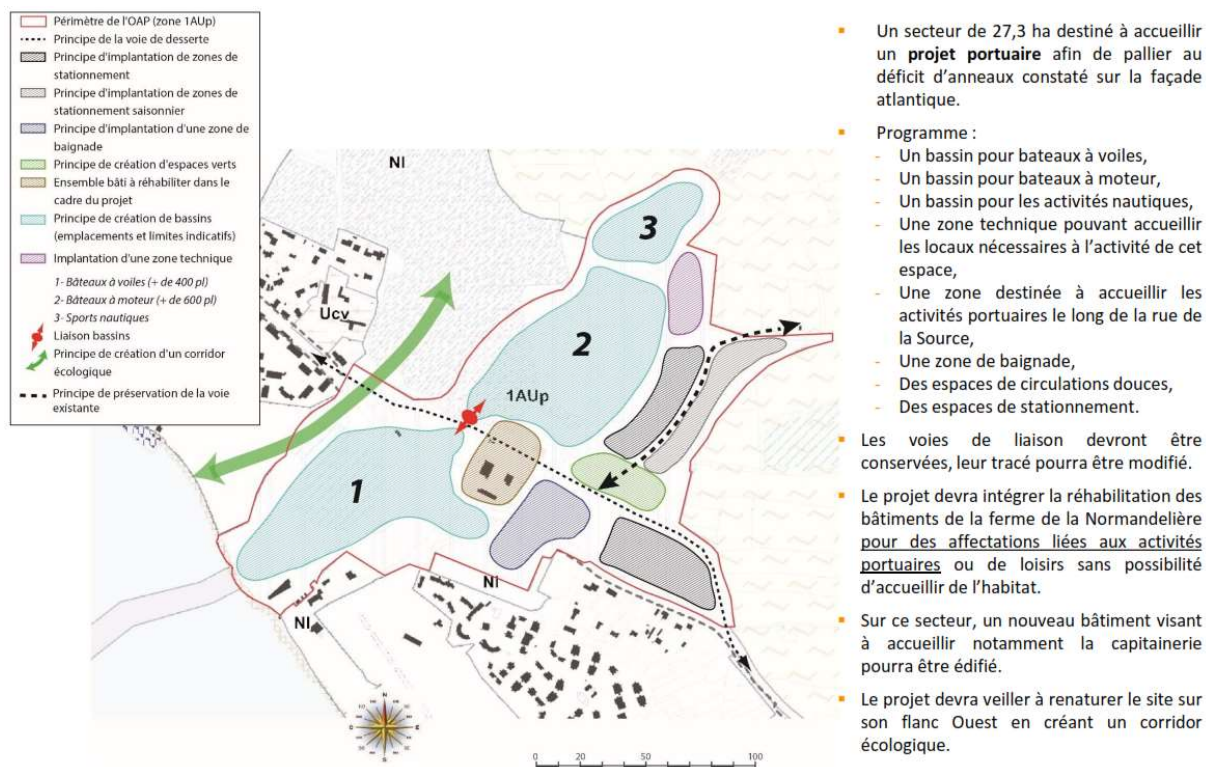 Périmètre de l'OAP (zone 1AUp)
Principe de la voie de desserte
Principe d'implantation de zones de
stationnement
Principe d'implantation de zones de
stationnement saisonnier
Principe d'implantation d'une zone de
baignade
Principe de création d'espaces verts
Ensemble bâti à réhabiliter dans le
cadre du projet
Principe de création de bassins
(emplacements et limites indicatifs)
Implantation d'une zone technique
1- Bâteaux à voiles (+ de 400 pl)
2- Bâteaux à moteur (+ de 600 pl)
3- Sports nautiques
Liaison bassins
Principe de création d'un corridor
écologique
Principe de préservation de la voie
existante
Nl
Ucv
3
2
1AUp
1
Nl
Nl
N
0 20 50 60 100
Un secteur de 27,3 ha destiné à accueillir
un projet portuaire afin de pallier au
déficit d'anneaux constaté sur la façade
atlantique.
Programme :
- Un bassin pour bateaux à voiles,
- Un bassin pour bateaux à moteur,
- Un bassin pour les activités nautiques,
- Une zone technique pouvant accueillir
les locaux nécessaires à l'activité de cet
espace,
- Une zone destinée à accueillir les
activités portuaires le long de la rue de
la Source,
- Une zone de baignade,
- Des espaces de circulations douces,
- Des espaces de stationnement.
Les voies de liaison devront être
conservées, leur tracé pourra être modifié.
Le projet devra intégrer la réhabilitation des
bâtiments de la ferme de la Normandelière
pour des affectations liées aux activités
portuaires ou de loisirs sans possibilité
d'accueillir de l'habitat.
Sur ce secteur, un nouveau bâtiment visant
à accueillir notamment la capitainerie
pourra être édifié.
Le projet devra veiller à renaturer le site sur
son flanc Ouest en créant un corridor
écologique.